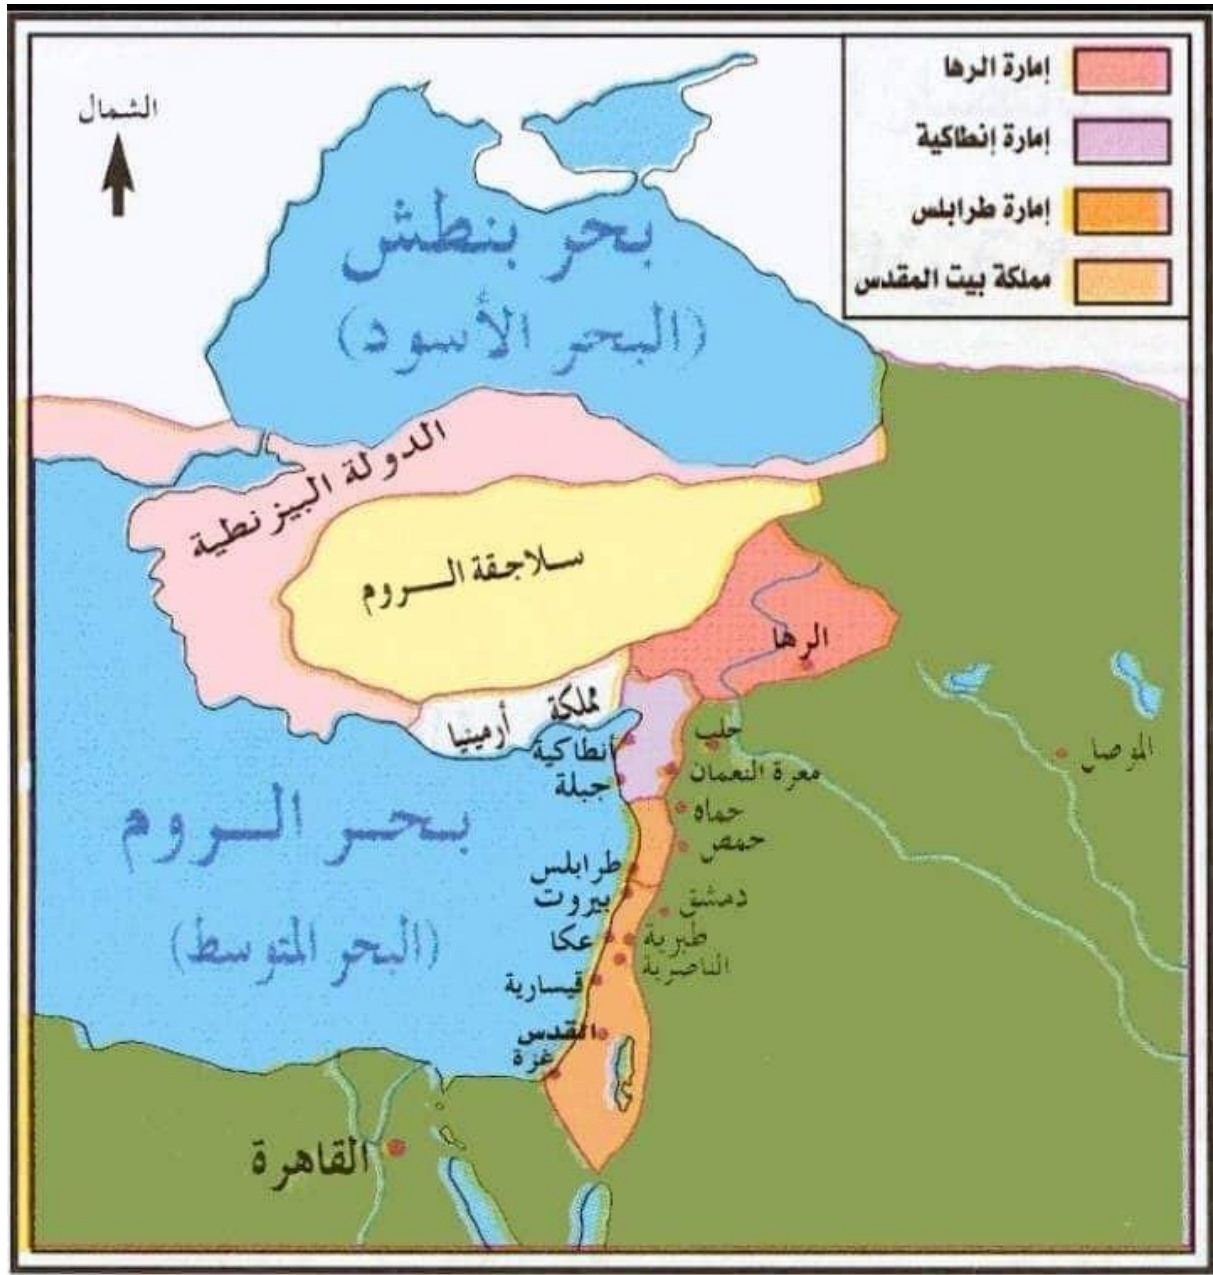 إمارة الرها
إمارة إنطاكية
إمارة طرابلس
مملكة بيت المقدس
الشمال
بحر بنطش
(البحر الأسود)
الدولة البيزنطية
سلاجقة الروم
الرها
مملكة أرمينيا
أنطاكية
حلب
الموصل
جبلة
معرة النعمان
حماه
حمص
بحر الروم
(البحر المتوسط)
طرابلس
بيروت
دمشق
عكا
طبرية
الناصرية
قيسارية
القدس
غزة
القاهرة